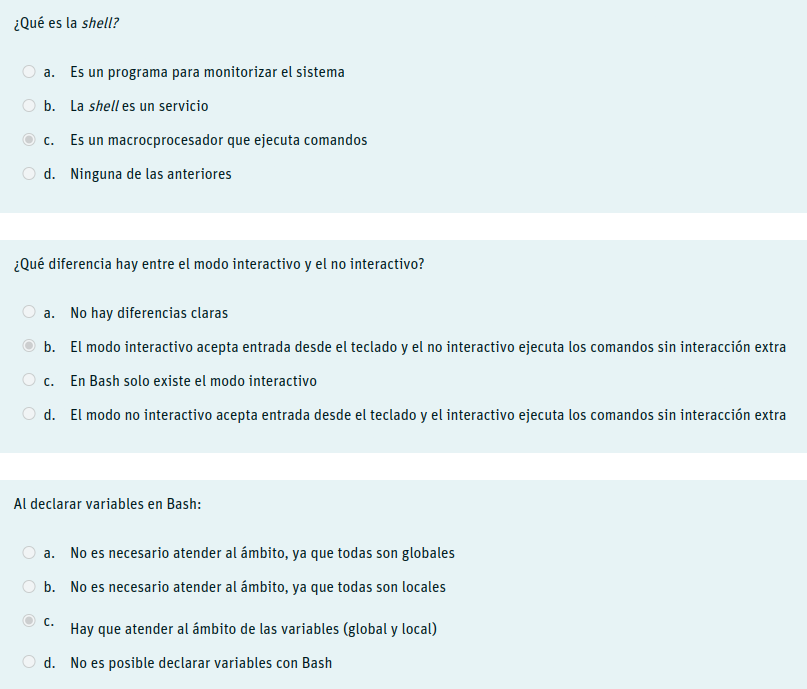 ¿Qué es la shell?
a. Es un programa para monitorizar el sistema
b. La shell es un servicio
c. Es un macrocprocesador que ejecuta comandos
d. Ninguna de las anteriores
¿Qué diferencia hay entre el modo interactivo y el no interactivo?
a. No hay diferencias claras
b. El modo interactivo acepta entrada desde el teclado y el no interactivo ejecuta los comandos sin interacción extra
c. En Bash solo existe el modo interactivo
d. El modo no interactivo acepta entrada desde el teclado y el interactivo ejecuta los comandos sin interacción extra
Al declarar variables en Bash:
a. No es necesario atender al ámbito, ya que todas son globales
b. No es necesario atender al ámbito, ya que todas son locales
c. Hay que atender al ámbito de las variables (global y local)
d. No es posible declarar variables con Bash